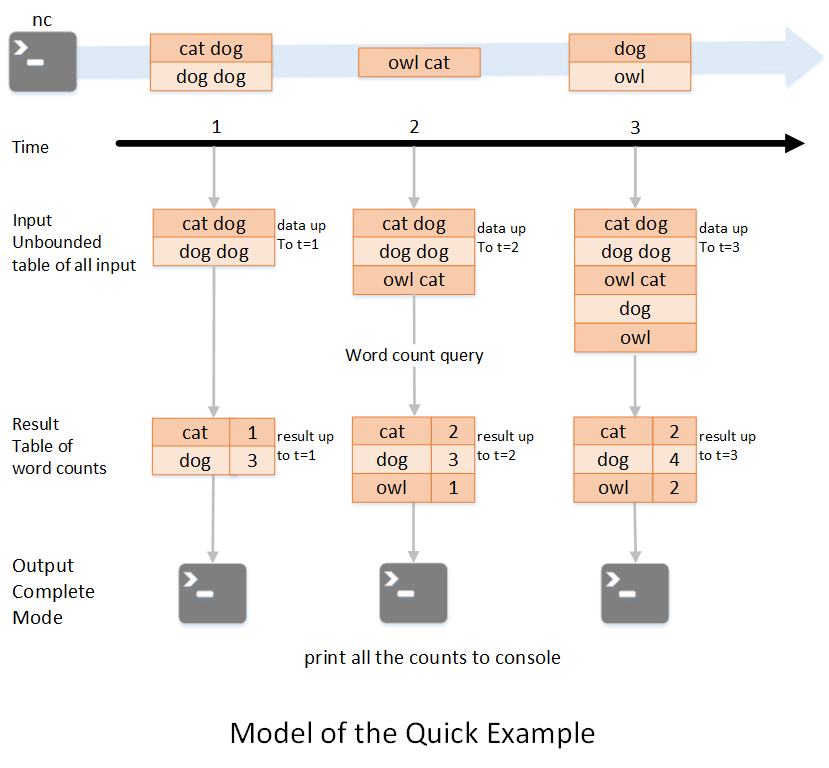 nc
cat dog
dog dog
owl cat
dog
owl
Time
1
2
3
Input
Unbounded
table of all input
cat dog
dog dog
data up
To t=1
cat dog
dog dog
owl cat
data up
To t=2
cat dog
dog dog
owl cat
dog
owl
data up
To t=3
Word count query
Result
Table of
word counts
cat 1
dog 3
result up
to t=1
cat 2
dog 3
owl 1
result up
to t=2
cat 2
dog 4
owl 2
result up
to t=3
Output
Complete
Mode
print all the counts to console
Model of the Quick Example